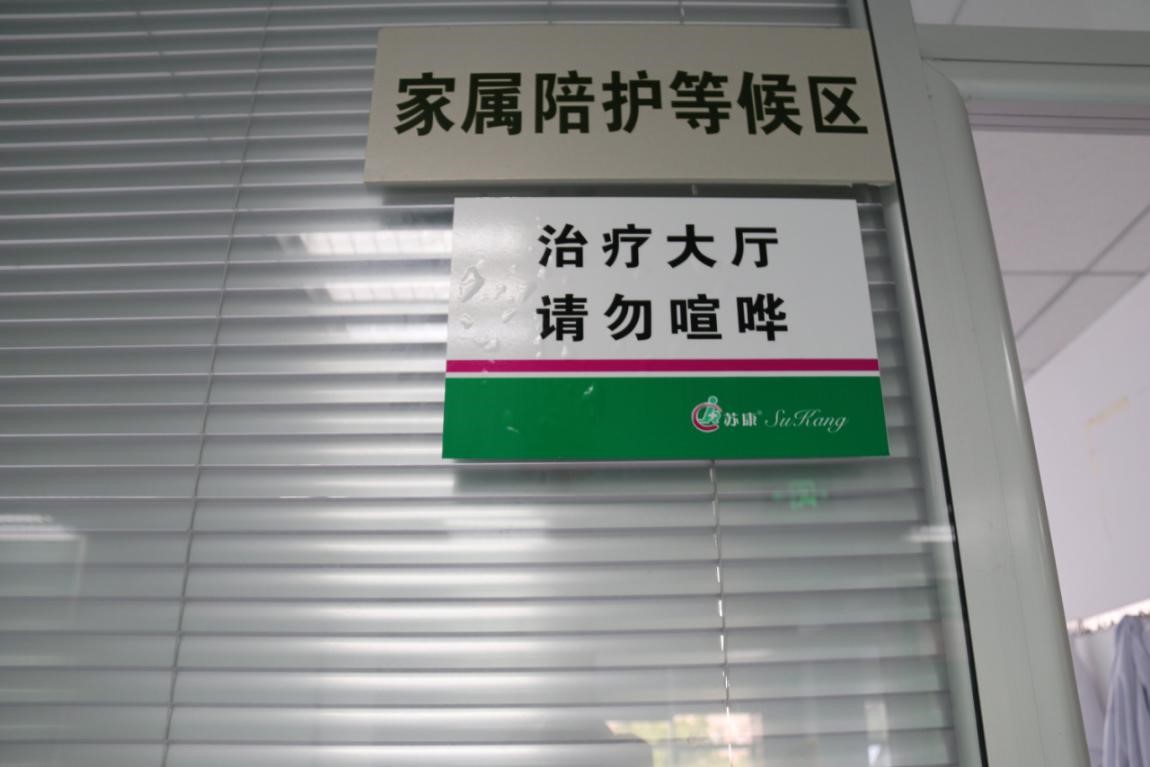 家属陪护等候区
治疗大厅
请勿喧哗
苏康® SuKang